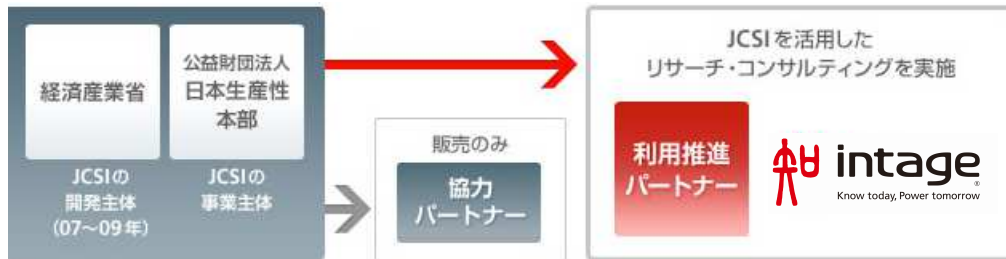 経済産業省
公益財団法人
日本生産性
本部
JCSIの
開発主体
(07～09年)
JCSIの
事業主体
販売のみ
協力
パートナー
JCSIを活用した
リサーチ・コンサルティングを実施
利用推進
パートナー
知 intage®
Know today, Power tomorrow